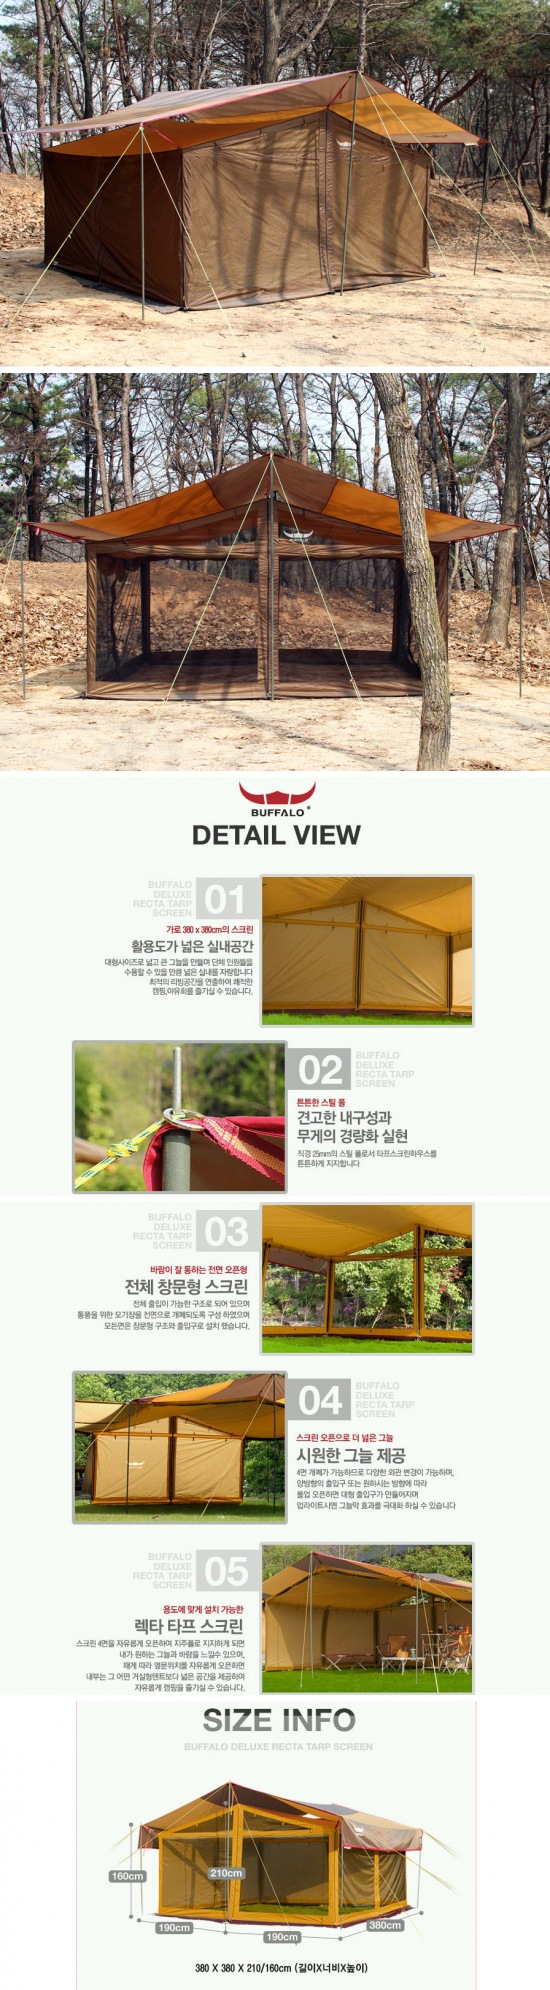 BUFFALO
DETAIL VIEW
BUFFALO
DELUXE
RECTA TARP
SCREEN
01
가로 380 x 380cm의 스크린
활용도가 넓은 실내공간
대형사이즈로 넓고 큰 그늘을 만들며 단체 인원들을
수용할 수 있을 만큼 넓은 실내를 자랑합니다
최적의 리빙공간을 연출하여 쾌적한
캠핑,야유회를 즐기실 수 있습니다.
02
BUFFALO
DELUXE
RECTA TARP
SCREEN
튼튼한 스틸 폴
견고한 내구성과
무게의 경량화 실현
직경 25mm의 스틸 폴로서 타프스크린하우스를
튼튼하게 지지합니다
BUFFALO
DELUXE
RECTA TARP
SCREEN
03
바람이 잘 통하는 전면 오픈형
전체 창문형 스크린
전체 출입이 가능한 구조로 되어 있으며
통풍을 위한 모기장을 전면으로 개폐되도록 구성 하였으며
모든면은 창문형 구조와 출입구로 설치 했습니다.
04
BUFFALO
DELUXE
RECTA TARP
SCREEN
스크린 오픈으로 더 넓은 그늘
시원한 그늘 제공
4면 개폐가 가능하므로 다양한 외관 변경이 가능하며,
양방향의 출입구 또는 원하시는 방향에 따라
롤업 오픈하면 대형 출입구가 만들어지며
업라이트시엔 그늘막 효과를 극대화 하실 수 있습니다
BUFFALO
DELUXE
RECTA TARP
SCREEN
05
용도에 맞게 설치 가능한
렉타 타프 스크린
스크린 4면을 자유롭게 오픈하여 지주폴로 지지하게 되면
내가 원하는 그늘과 바람을 느낄수 있으며,
때에 따라 옆문위치를 자유롭게 오픈하면
내부는 그 어떤 거실형텐트보다 넓은 공간을 제공하여
자유롭게 캠핑을 즐기실 수 있습니다.
SIZE INFO
BUFFALO DELUXE RECTA TARP SCREEN
160cm
210cm
190cm
190cm
380cm
380 X 380 X 210/160cm (길이X너비X높이)